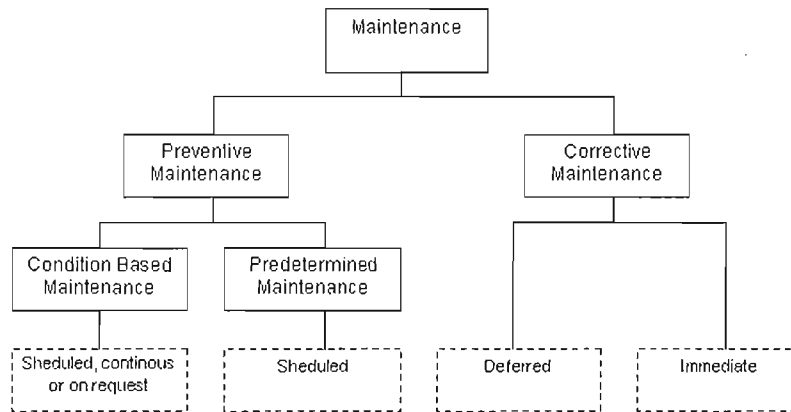 Maintenance
Preventive
Maintenance
Corrective
Maintenance
Condition Based
Maintenance
Predetermined
Maintenance
Sheduled, continous
or on request
Sheduled
Deferred
Immediate